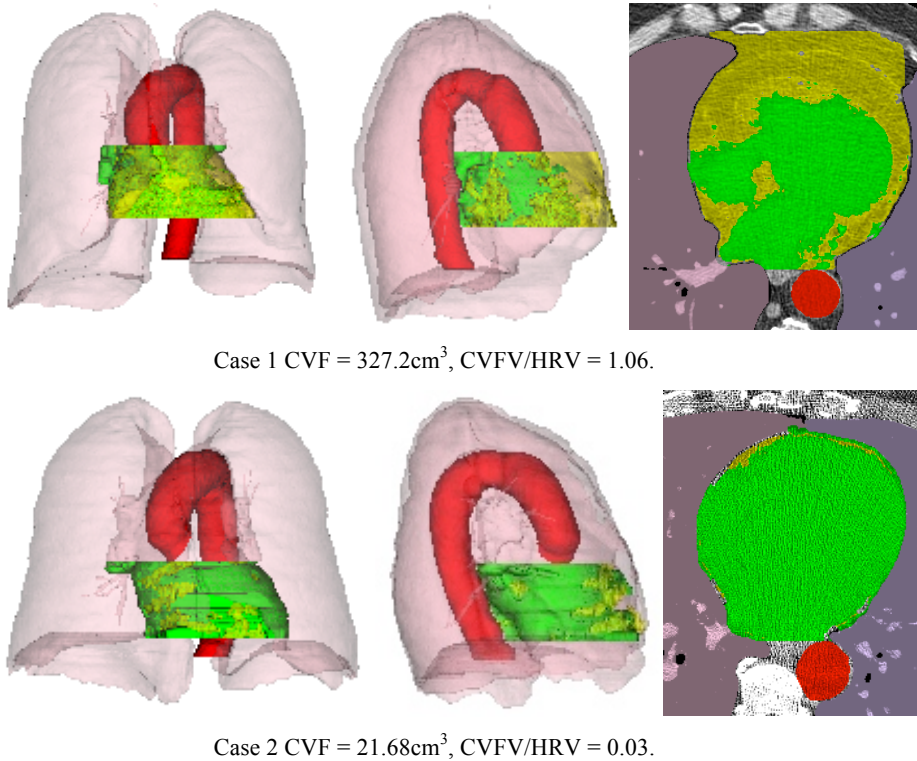 Case 1 CVF = 327.2cm³, CVFV/HRV = 1.06.
Case 2 CVF = 21.68cm³, CVFV/HRV = 0.03.